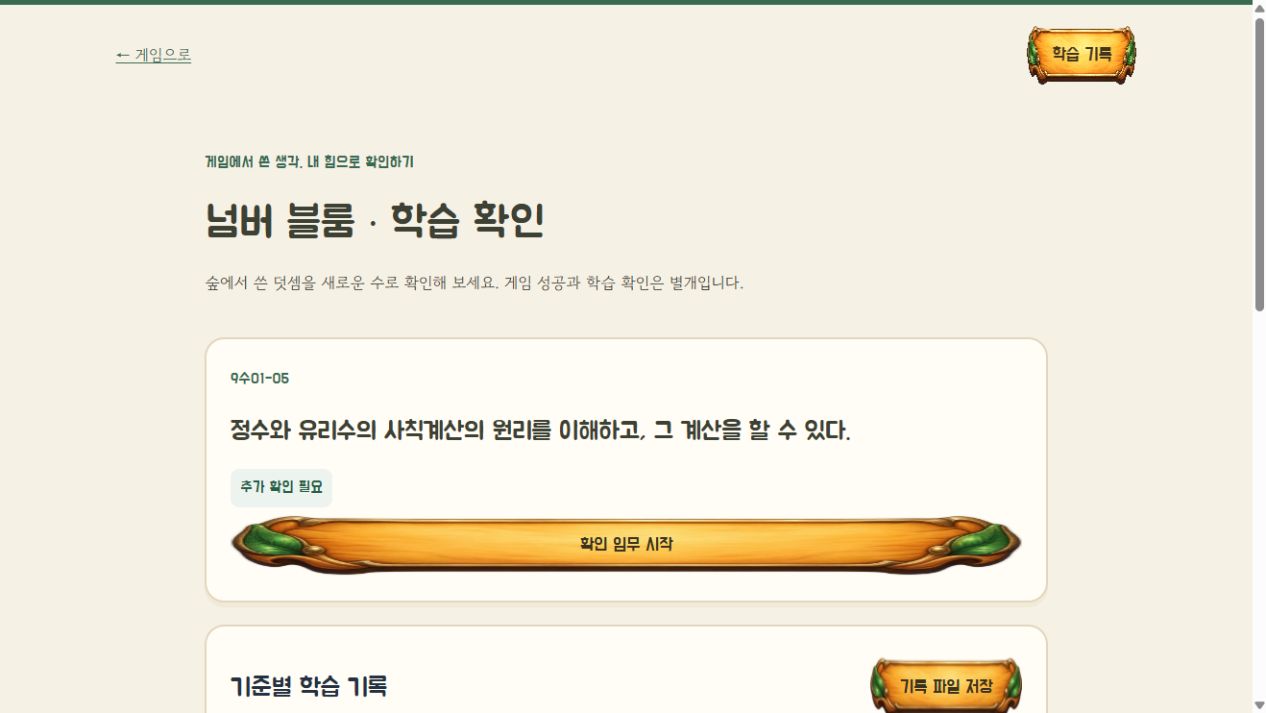 ← 게임으로
학습 기록
게임에서 쓴 생각, 내 힘으로 확인하기
넘버 블룸 · 학습 확인
숲에서 쓴 덧셈을 새로운 수로 확인해 보세요. 게임 성공과 학습 확인은 별개입니다.
9수01-05
정수와 유리수의 사칙계산의 원리를 이해하고, 그 계산을 할 수 있다.
추가 확인 필요
확인 임무 시작
기준별 학습 기록
기록 파일 저장